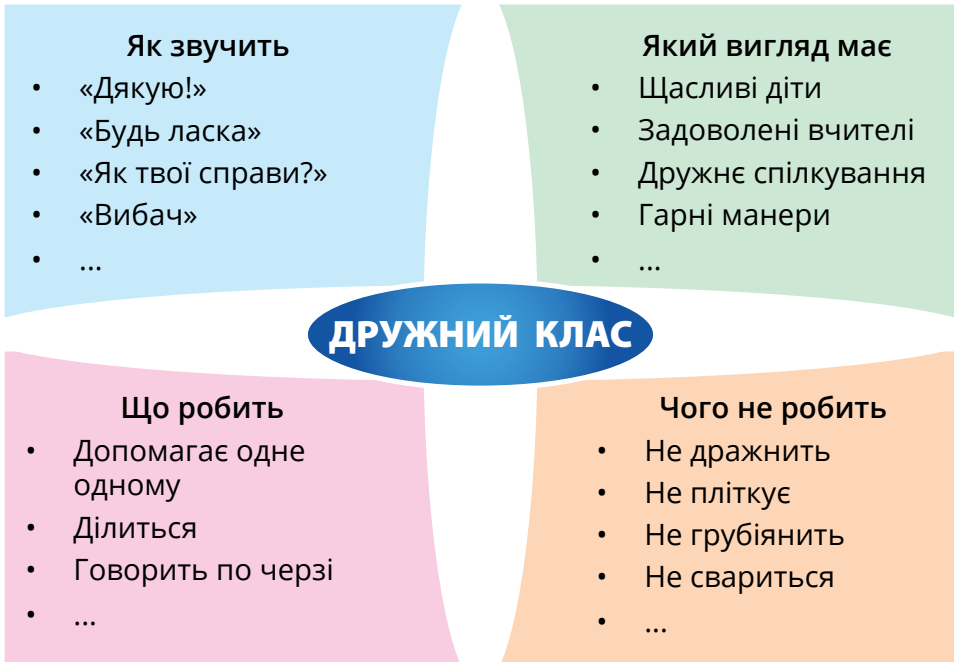 Як звучить
• «Дякую!»
• «Будь ласка»
• «Як твої справи?»
• «Вибач»
• ...
Який вигляд має
• Щасливі діти
• Задоволені вчителі
• Дружнє спілкування
• Гарні манери
• ...
ДРУЖНИЙ КЛАС
Що робить
• Допомагає одне
одному
• Ділиться
• Говорить по черзі
• ...
Чого не робить
• Не дражнить
• Не пліткує
• Не грубіянить
• Не свариться
• ...